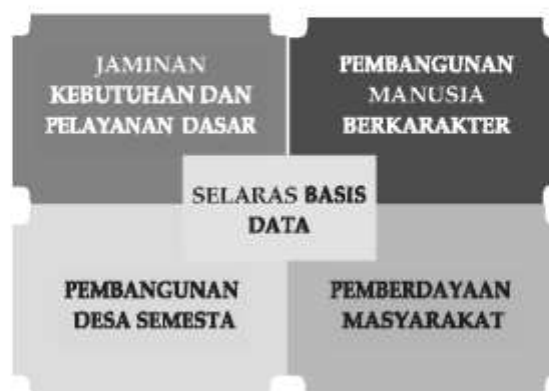 JAMINAN
KEBUTUHAN DAN
PELAYANAN DASAR
PEMBANGUNAN
MANUSIA
BERKARAKTER
SELARAS BASIS
DATA
PEMBANGUNAN
DESA SEMESTA
PEMBERDAYAAN
MASYARAKAT